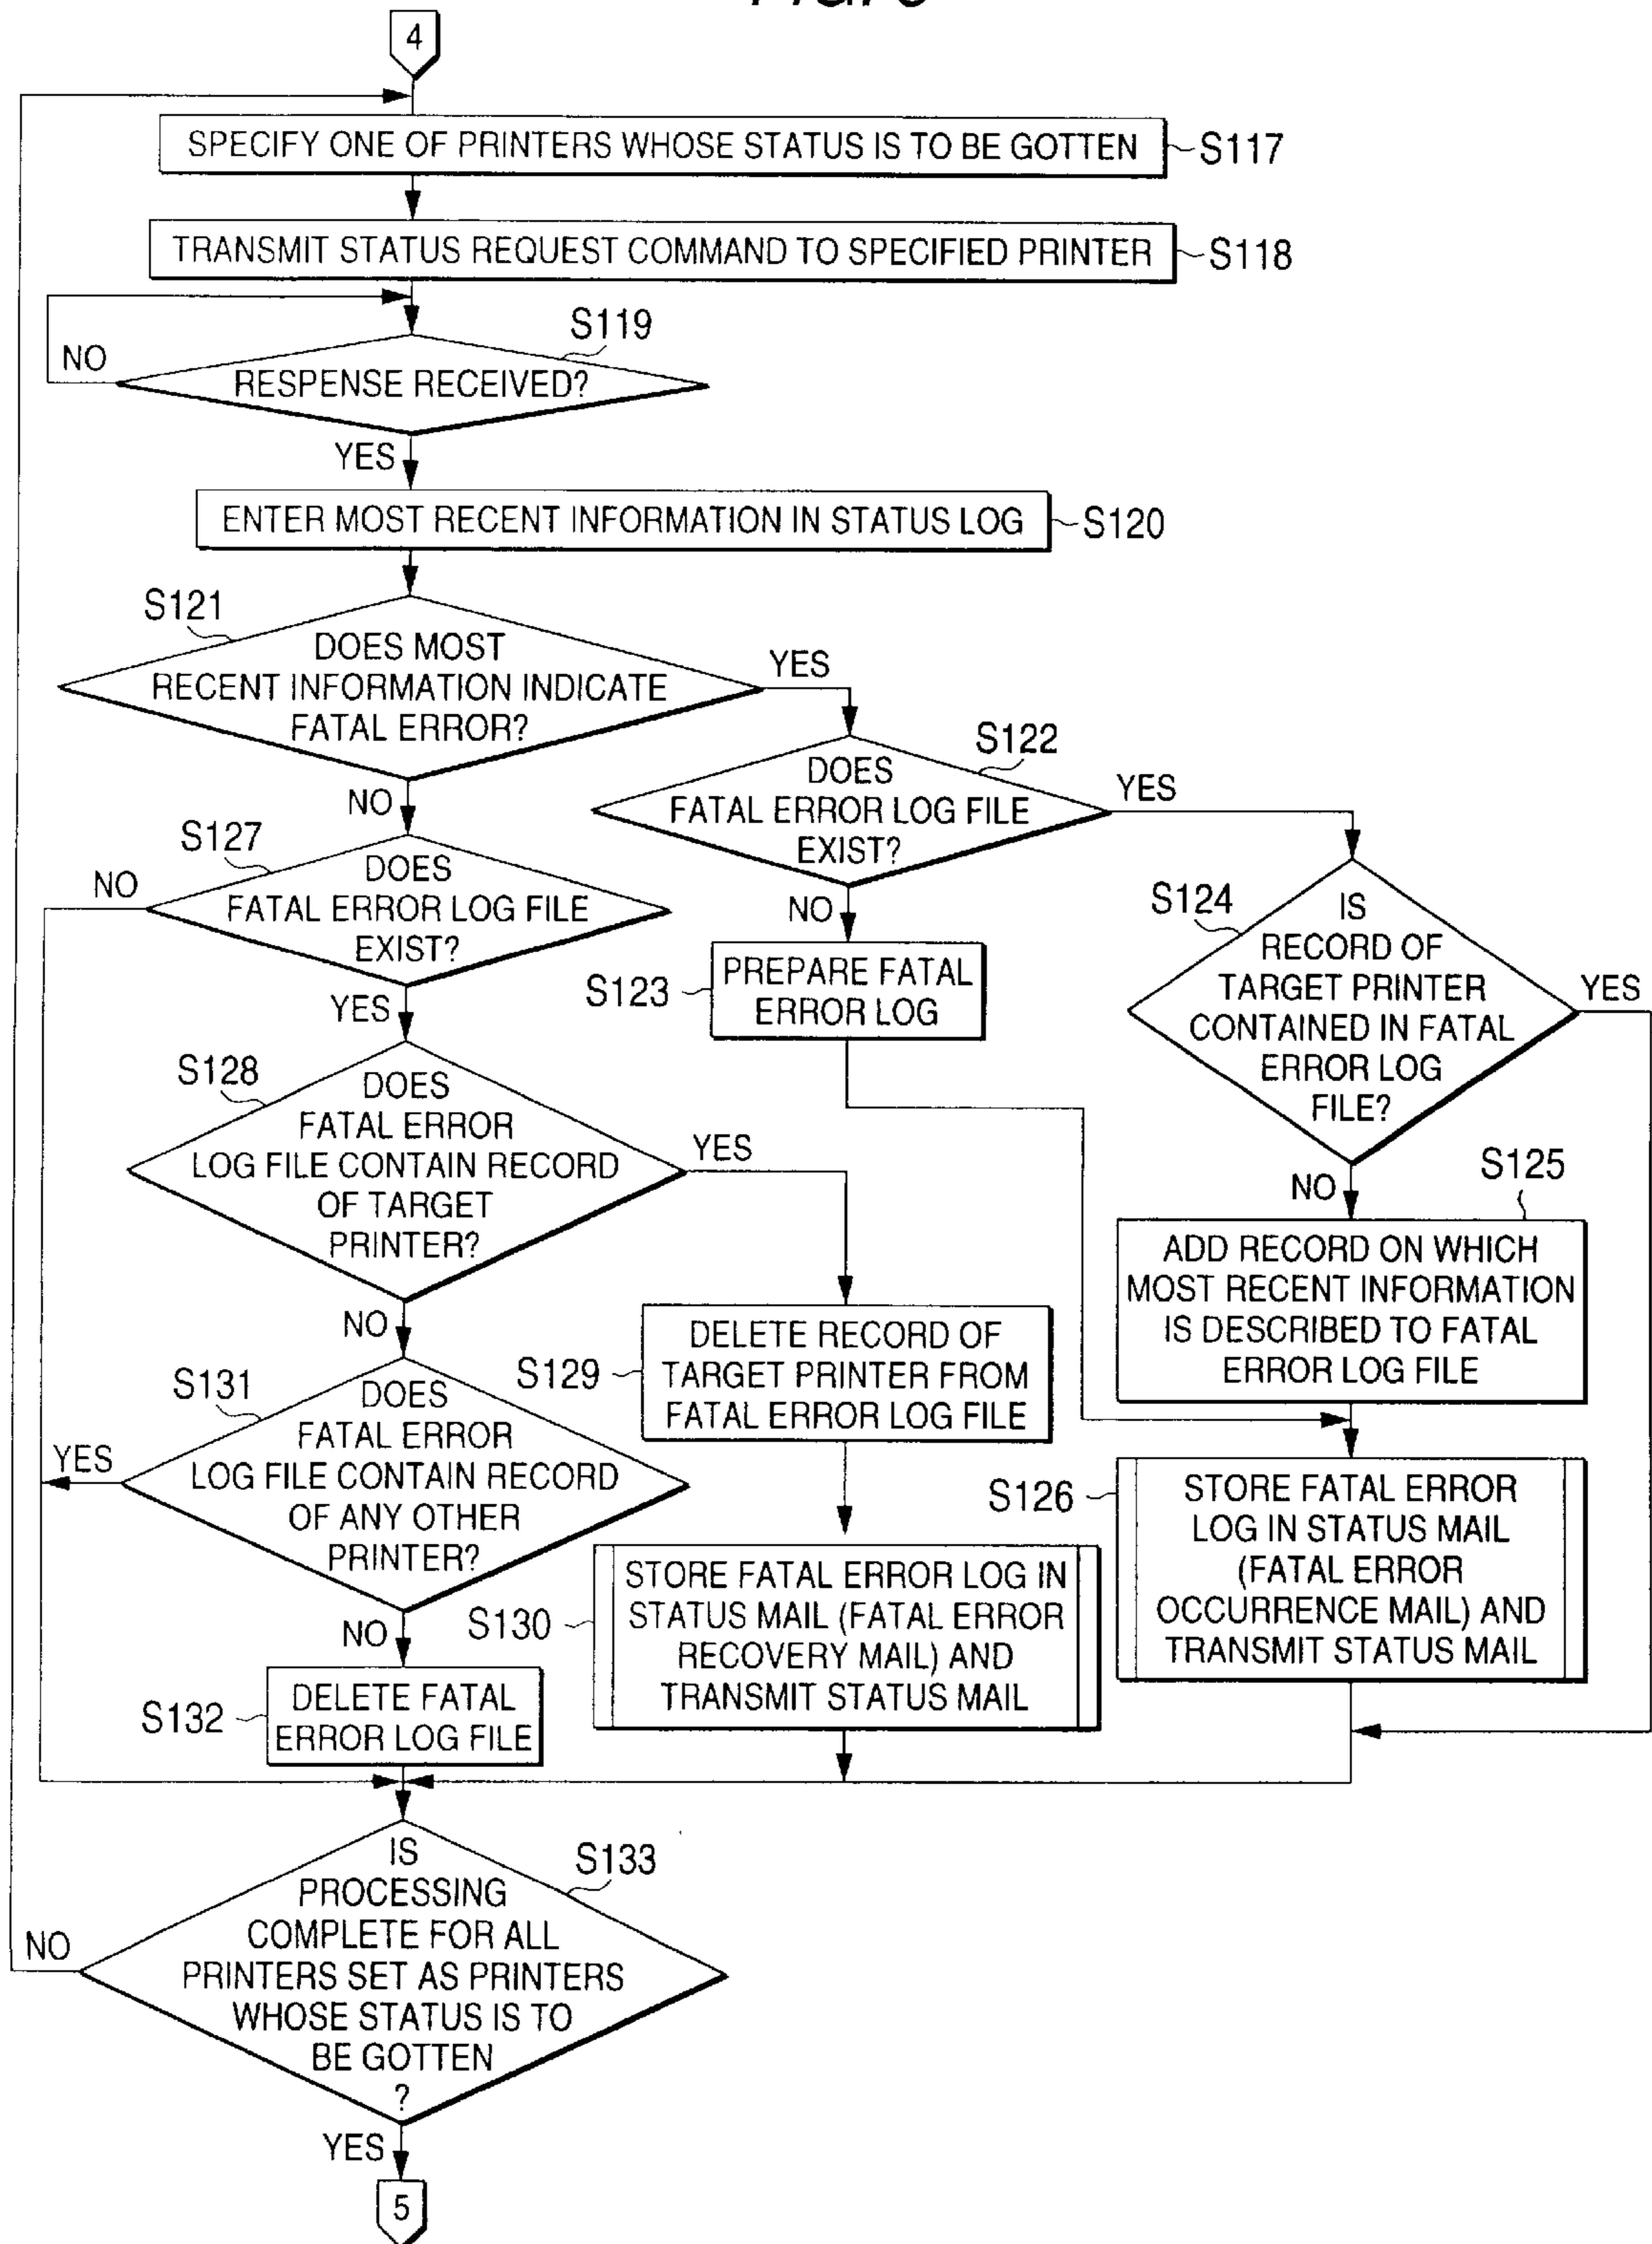 4
SPECIFY ONE OF PRINTERS WHOSE STATUS IS TO BE GOTTEN
S117
TRANSMIT STATUS REQUEST COMMAND TO SPECIFIED PRINTER
S118
S119
NO
RESPENSE RECEIVED?
YES
ENTER MOST RECENT INFORMATION IN STATUS LOG
S120
S121
DOES MOST
RECENT INFORMATION INDICATE
FATAL ERROR?
YES
NO
S122
DOES
FATAL ERROR LOG FILE
EXIST?
YES
NO
S127
DOES
FATAL ERROR LOG FILE
EXIST?
NO
YES
S123
PREPARE FATAL
ERROR LOG
S124
IS
RECORD OF
TARGET PRINTER
CONTAINED IN FATAL
ERROR LOG
FILE?
YES
NO
S128
DOES
FATAL ERROR
LOG FILE CONTAIN RECORD
OF TARGET
PRINTER?
YES
NO
S125
ADD RECORD ON WHICH
MOST RECENT INFORMATION
IS DESCRIBED TO FATAL
ERROR LOG FILE
S129
DELETE RECORD OF
TARGET PRINTER FROM
FATAL ERROR LOG FILE
S131
DOES
FATAL ERROR
LOG FILE CONTAIN RECORD
OF ANY OTHER
PRINTER?
YES
NO
S126
STORE FATAL ERROR
LOG IN STATUS MAIL
(FATAL ERROR
OCCURRENCE MAIL) AND
TRANSMIT STATUS MAIL
S130
STORE FATAL ERROR LOG IN
STATUS MAIL (FATAL ERROR
RECOVERY MAIL) AND
TRANSMIT STATUS MAIL
S132
DELETE FATAL
ERROR LOG FILE
S133
IS
PROCESSING
COMPLETE FOR ALL
PRINTERS SET AS PRINTERS
WHOSE STATUS IS TO
BE GOTTEN
?
NO
YES
5